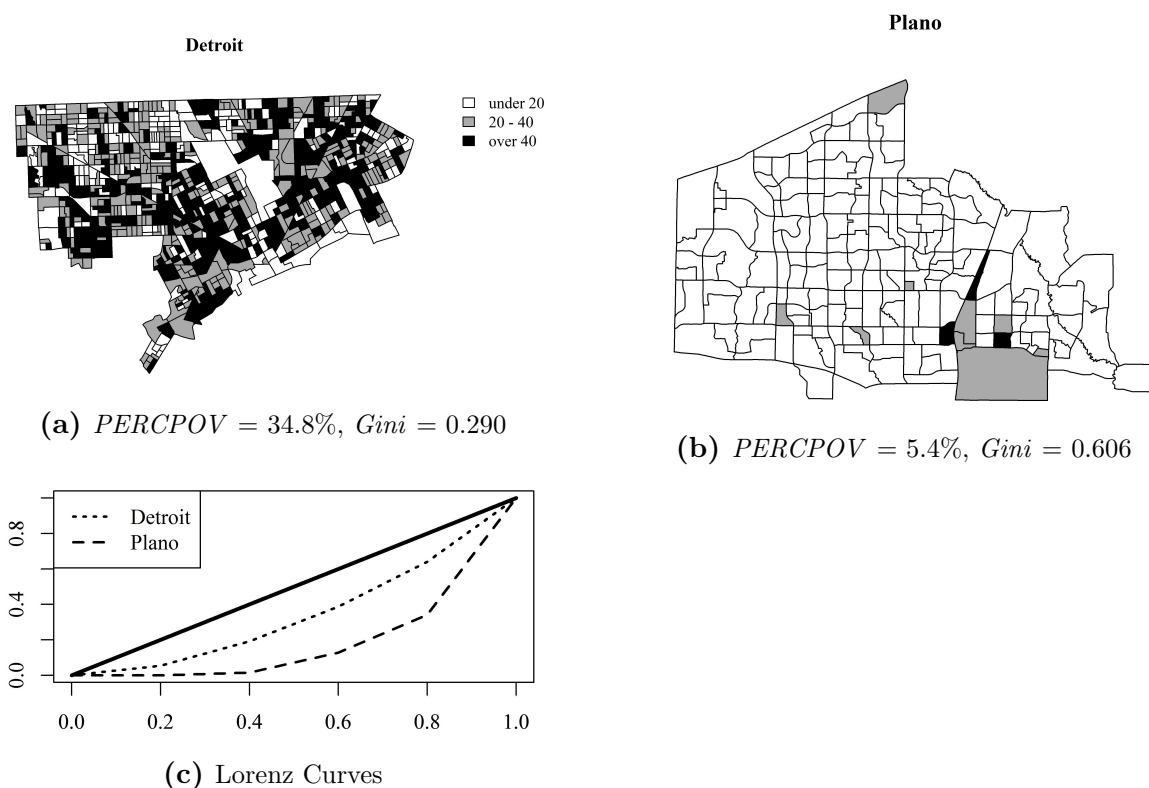 Detroit
under 20
20 - 40
over 40
(a) PERCPOV = 34.8%, Gini = 0.290
Plano
(b) PERCPOV = 5.4%, Gini = 0.606
Detroit
Plano
0.8
0.4
0.0
0.0 0.2 0.4 0.6 0.8 1.0
(c) Lorenz Curves